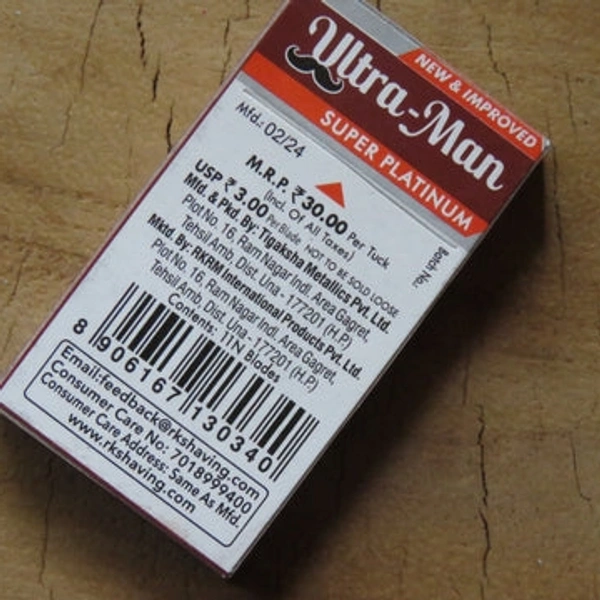 NEW & IMPROVED
Ultra-Man
SUPER PLATINUM
Mfd.: 02/24
Batch No.:
M.R.P. ₹30.00 Per Tuck
(Incl. Of All Taxes)
USP ₹3.00 Per Blade NOT TO BE SOLD LOOSE
Mfd. & Pkd. By: Tigaksha Metallics Pvt. Ltd.
Plot No. 16, Ram Nagar Indl. Area Gagret,
Tehsil Amb, Dist. Una - 177201 (H.P.)
Mktd. By: RKRM International Products Pvt. Ltd.
Plot No. 16, Ram Nagar Indl. Area Gagret,
Tehsil Amb, Dist. Una - 177201 (H.P.)
Contents: 11N Blades
8 906167 130340
Email:feedback@rkshaving.com
Consumer Care No: 7018999400
Consumer Care Address: Same As Mfd.
www.rkshaving.com